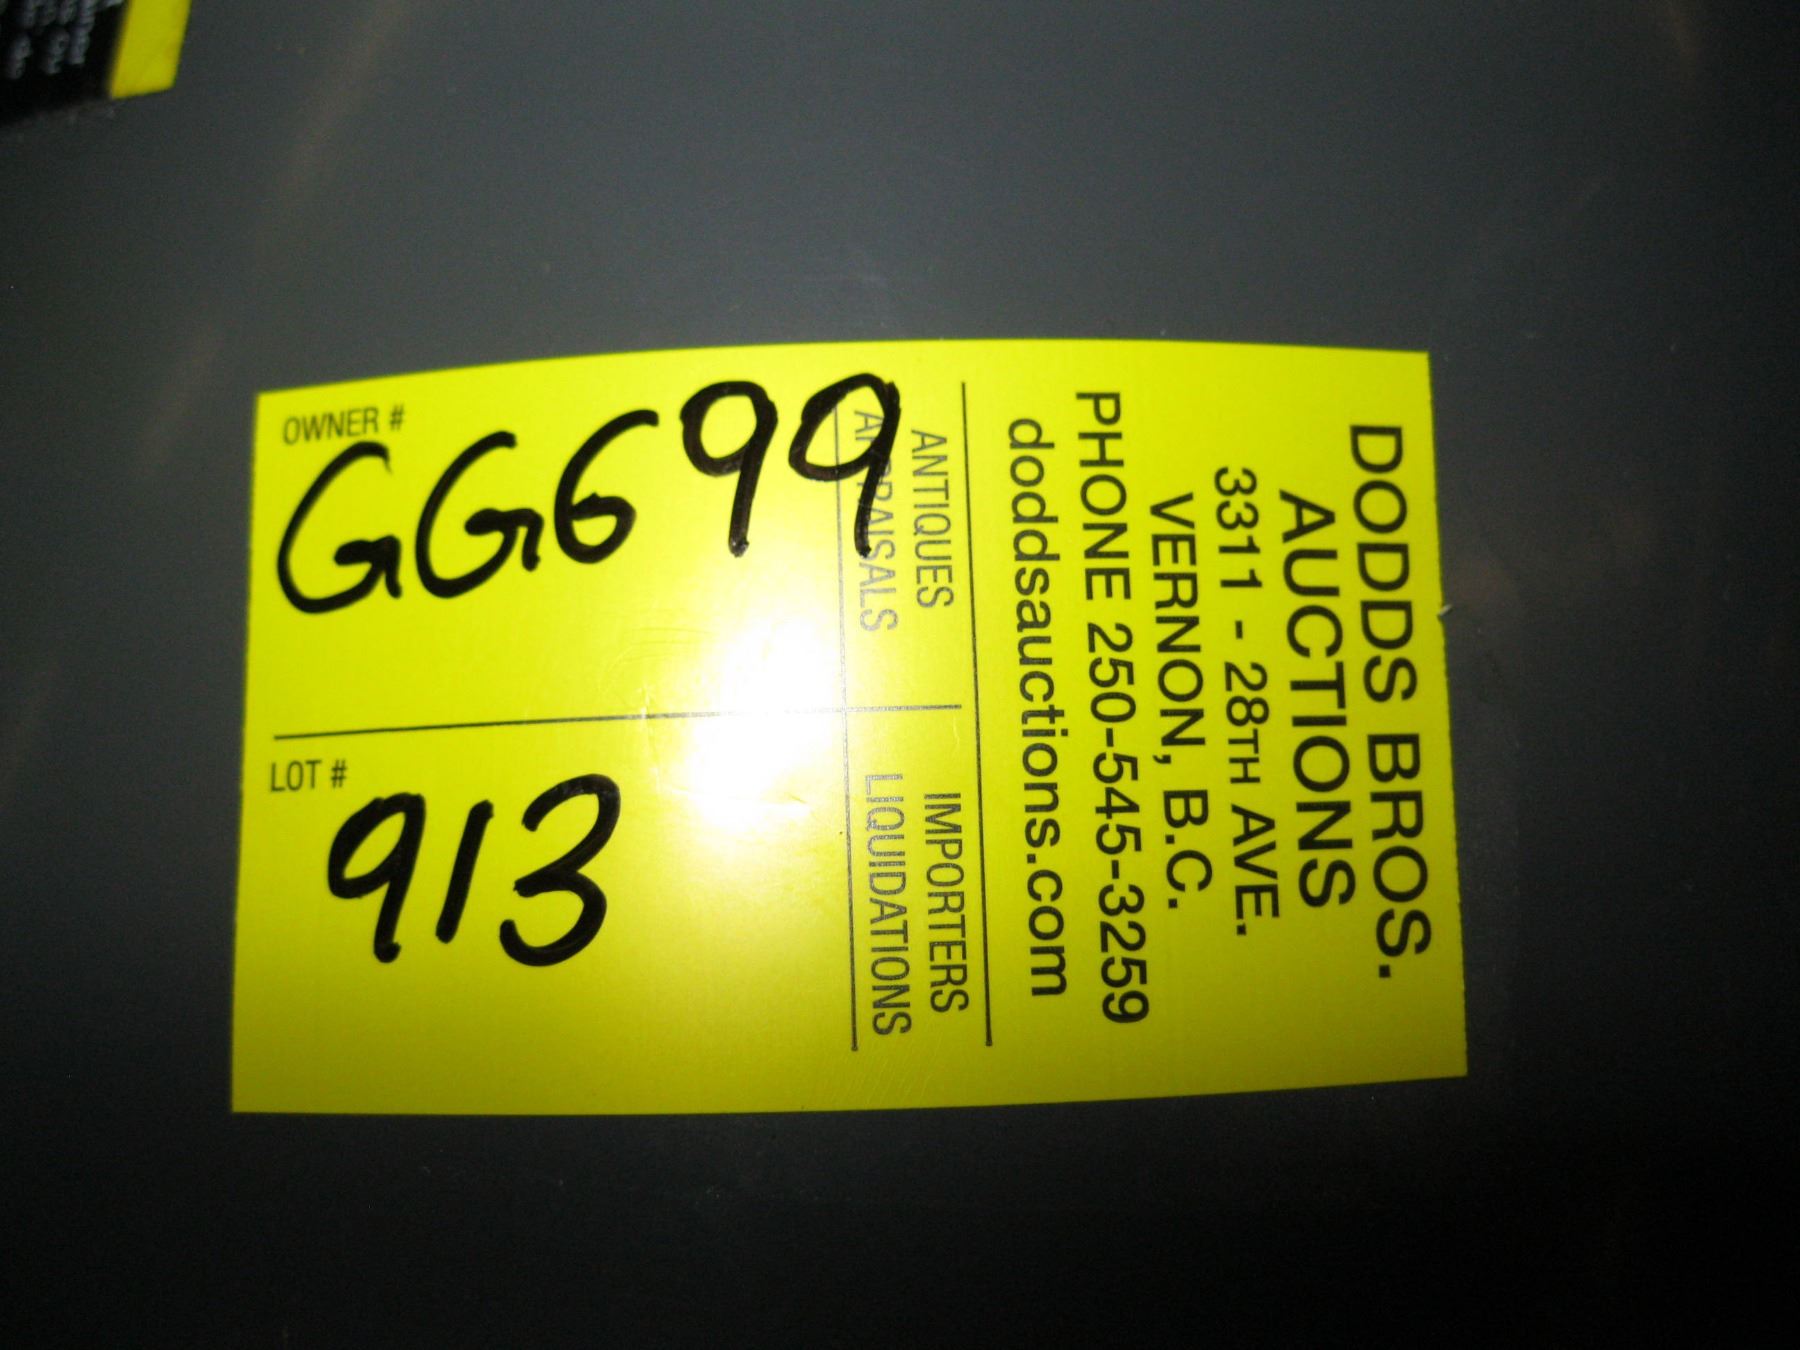 OWNER #
GG699
LOT #
913
ANTIQUES
APPRAISALS
IMPORTERS
LIQUIDATIONS
DODDS BROS.
AUCTIONS
3311 - 28TH AVE.
VERNON, B.C.
PHONE 250-545-3259
doddsauctions.com